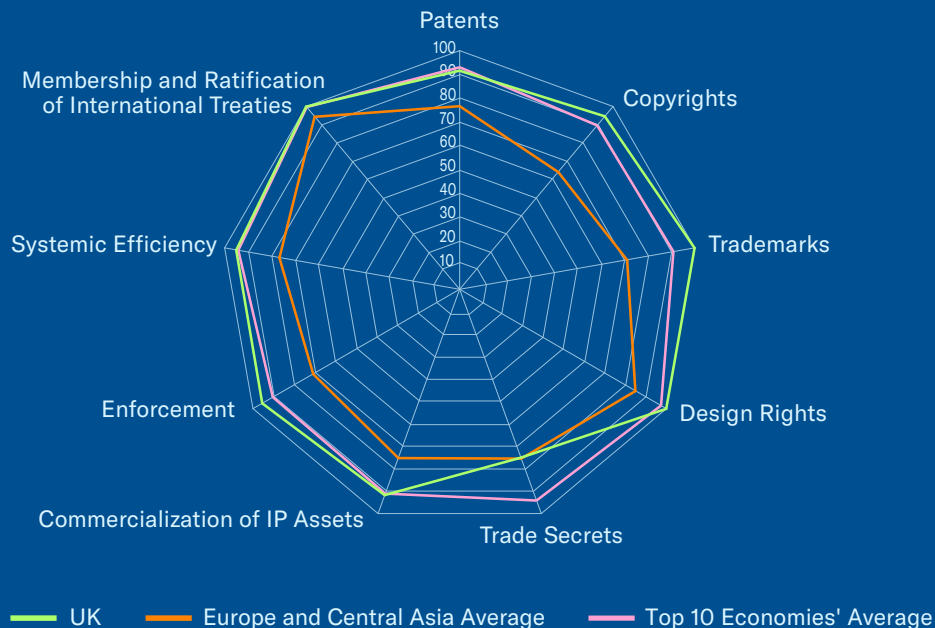 Patents
100
90
80
70
60
50
40
30
20
10
Membership and Ratification
of International Treaties
Copyrights
Systemic Efficiency
Trademarks
Enforcement
Design Rights
Commercialization of IP Assets
Trade Secrets
UK
Europe and Central Asia Average
Top 10 Economies' Average